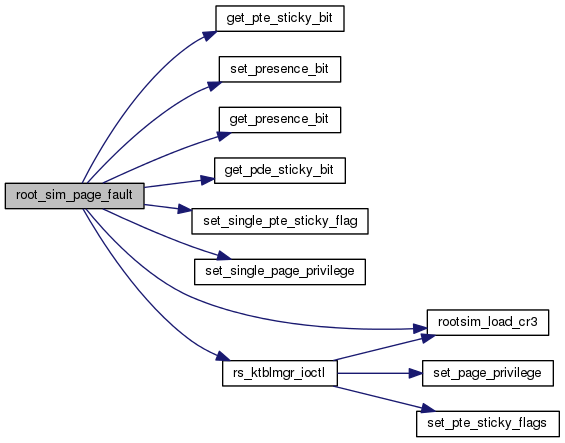 get_pte_sticky_bit
set_presence_bit
get_presence_bit
get_pde_sticky_bit
root_sim_page_fault
set_single_pte_sticky_flag
set_single_page_privilege
rootsim_load_cr3
rs_ktblmgr_ioctl
set_page_privilege
set_pte_sticky_flags